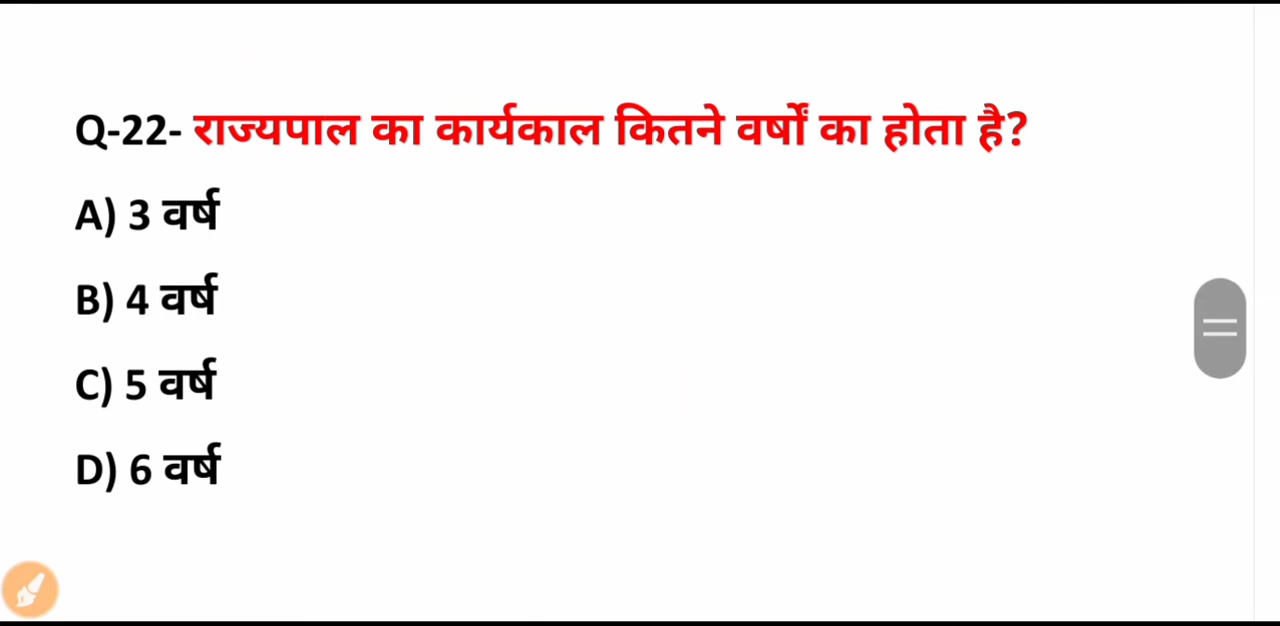 Q-22- राज्यपाल का कार्यकाल कितने वर्षों का होता है?
A) 3 वर्ष
B) 4 वर्ष
C) 5 वर्ष
D) 6 वर्ष